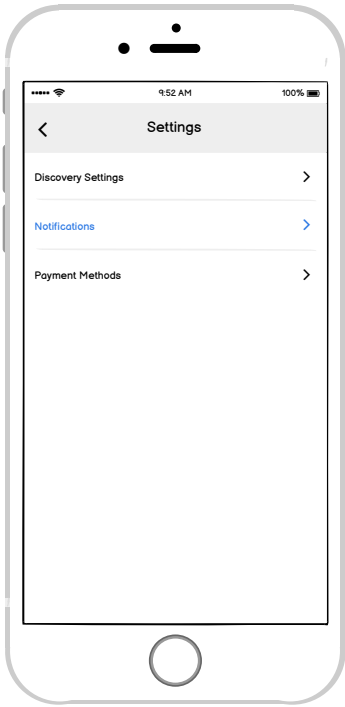 9:52 AM 100%
Settings
Discovery Settings
Notifications
Payment Methods